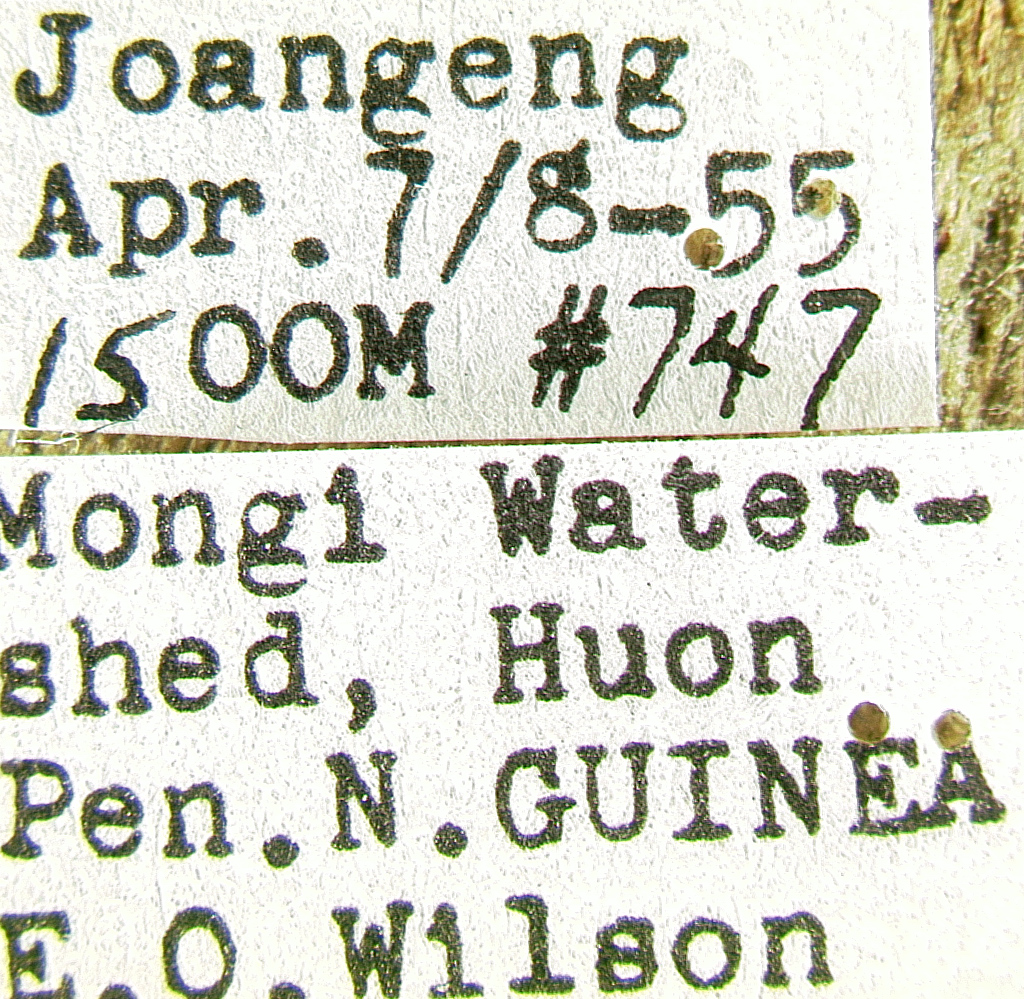 Joangeng
Apr. 7/8-55
1500M #747
Mongi Water-
shed, Huon
Pen.N.GUINEA
E.O.Wilson